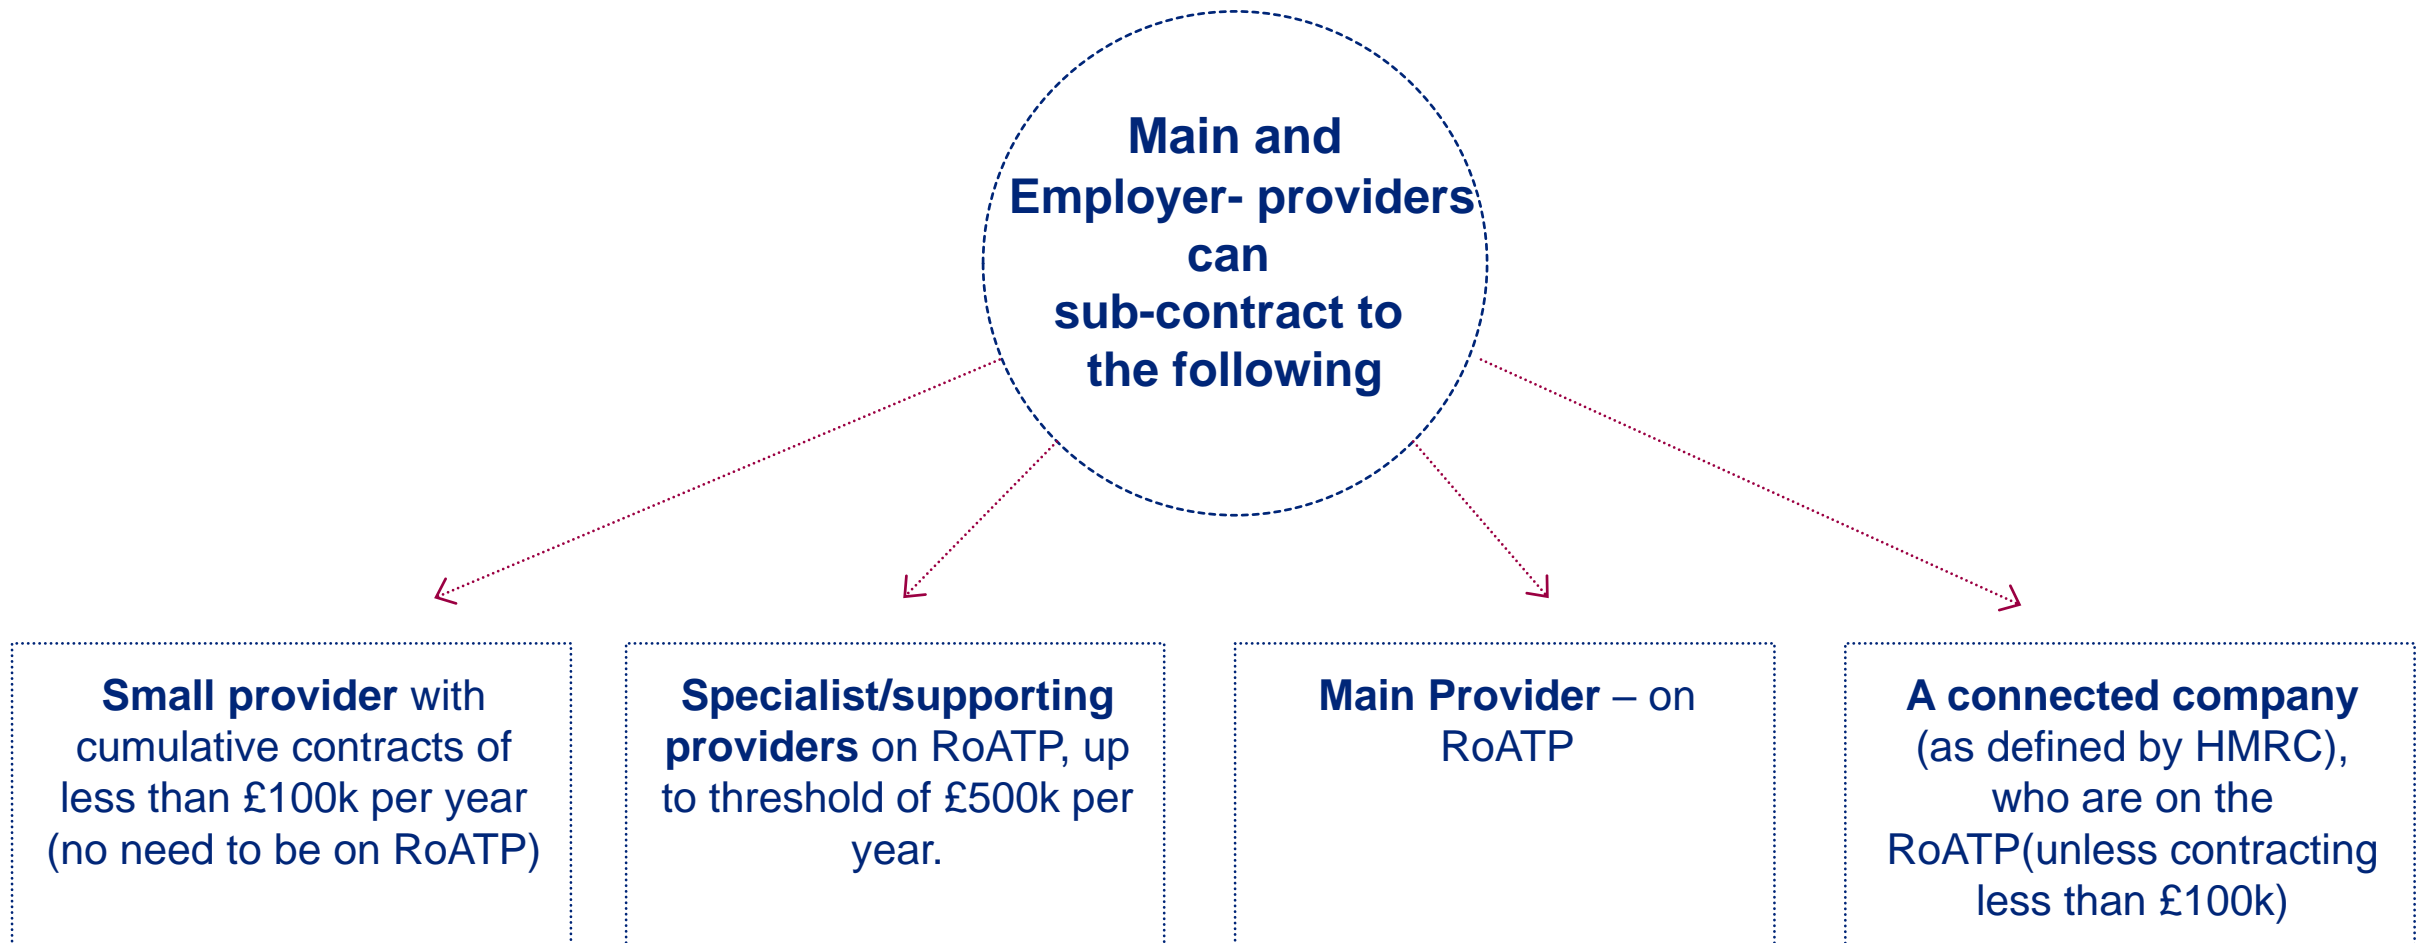 Main and
Employer- providers
can
sub-contract to
the following
Small provider with
cumulative contracts of
less than £100k per year
(no need to be on RoATP)
Specialist/supporting
providers on RoATP, up
to threshold of £500k per
year.
Main Provider – on
RoATP
A connected company
(as defined by HMRC),
who are on the
RoATP(unless contracting
less than £100k)